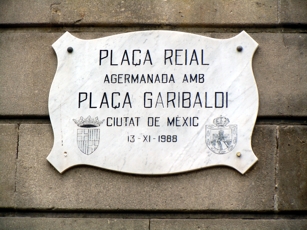 PLAÇA REIAL
AGERMANADA AMB
PLAÇA GARIBALDI
CIUTAT DE MÈXIC
13-XI-1988